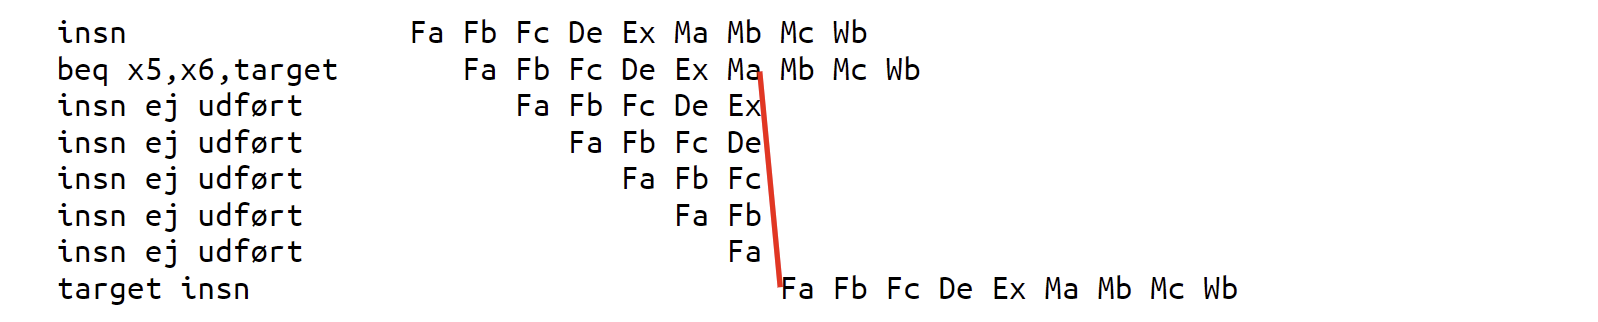 insn Fa Fb Fc De Ex Ma Mb Mc Wb
beq x5,x6,target Fa Fb Fc De Ex Ma Mb Mc Wb
insn ej udført Fa Fb Fc De Ex
insn ej udført Fa Fb Fc De
insn ej udført Fa Fb Fc
insn ej udført Fa Fb
insn ej udført Fa
target insn Fa Fb Fc De Ex Ma Mb Mc Wb